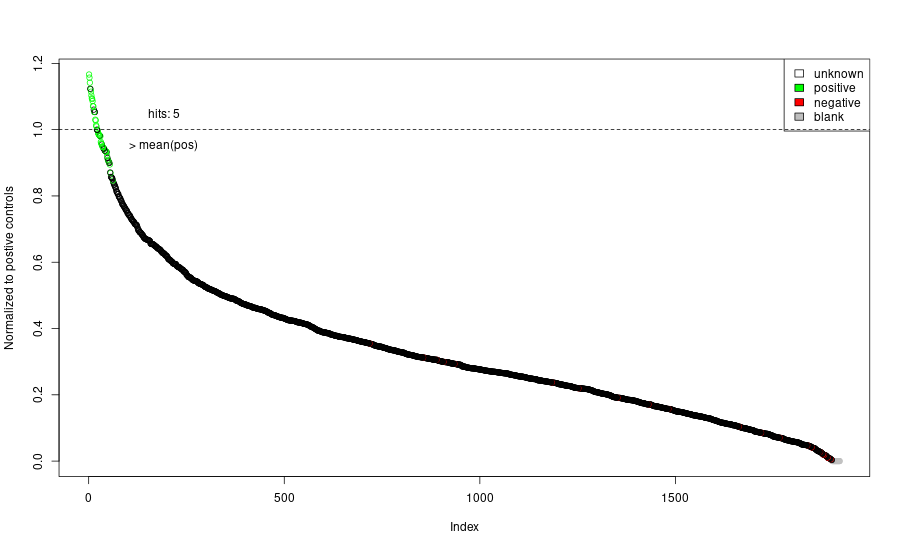 1.2
1.0
0.8
0.6
0.4
0.2
0.0
Normalized to postive controls
hits: 5
> mean(pos)
unknown
positive
negative
blank
0 500 1000 1500
Index